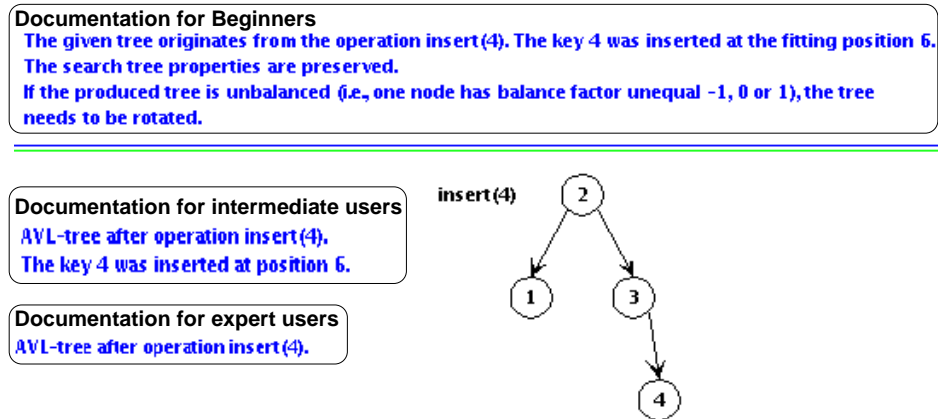 Documentation for Beginners
The given tree originates from the operation insert(4). The key 4 was inserted at the fitting position 6.
The search tree properties are preserved.
If the produced tree is unbalanced (i.e., one node has balance factor unequal -1, 0 or 1), the tree
needs to be rotated.
Documentation for intermediate users
AVL-tree after operation insert(4).
The key 4 was inserted at position 6.
Documentation for expert users
AVL-tree after operation insert(4).
insert(4)
2
1
3
4